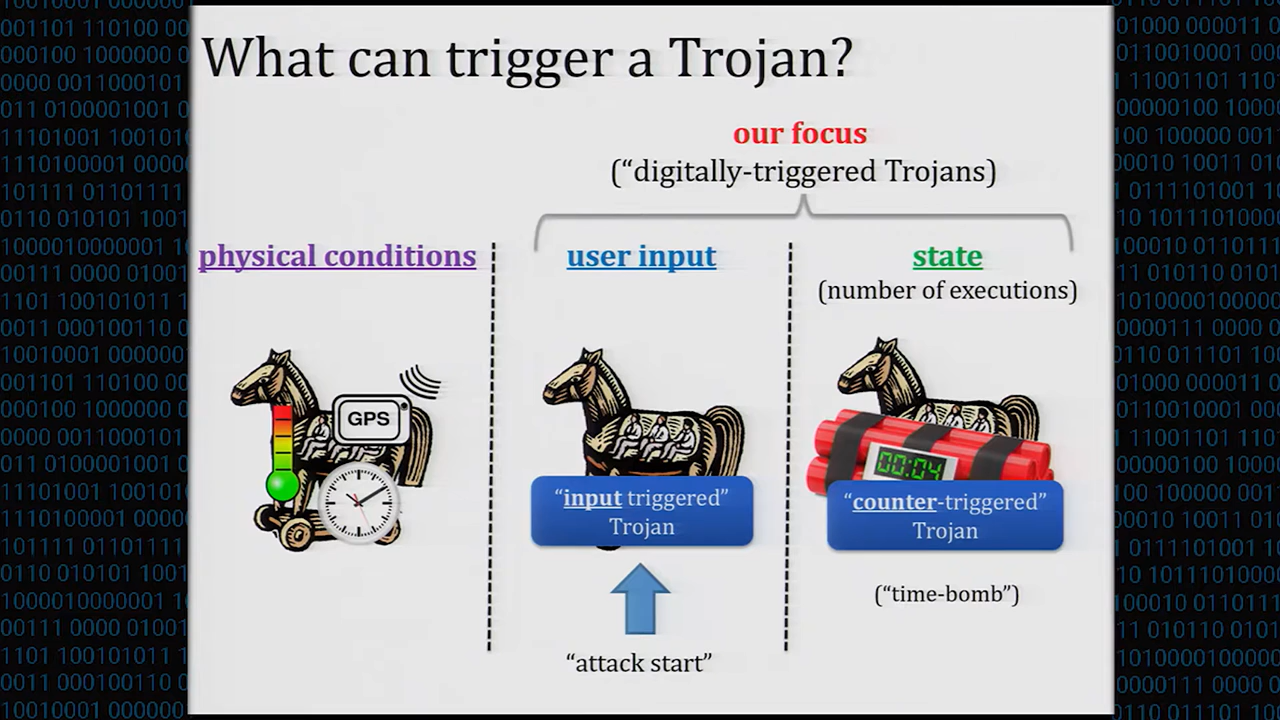 What can trigger a Trojan?
our focus
(“digitally-triggered Trojans)
physical conditions
user input
state
(number of executions)
GPS
00:04
“input triggered”
Trojan
“counter-triggered”
Trojan
(“time-bomb”)
“attack start”